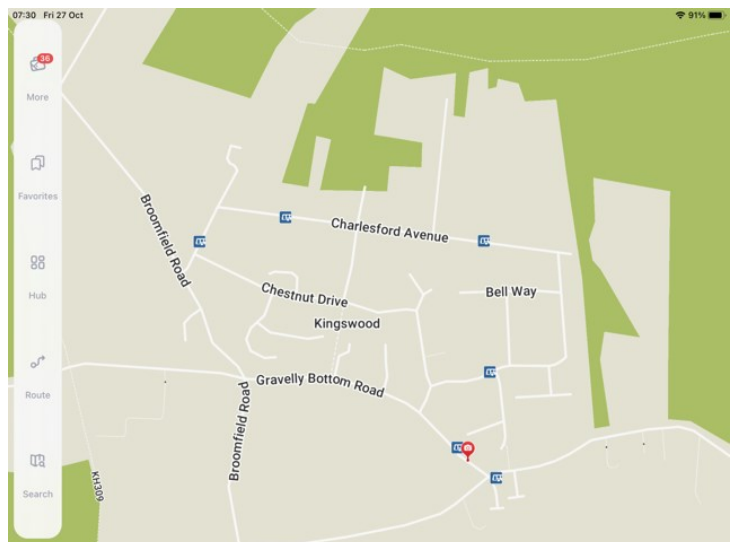 07:30 Fri 27 Oct
91%
36
More
Favorites
Hub
Route
Search
Broomfield Road
Charlesford Avenue
Chestnut Drive
Bell Way
Kingswood
Gravelly Bottom Road
Broomfield Road
KH309